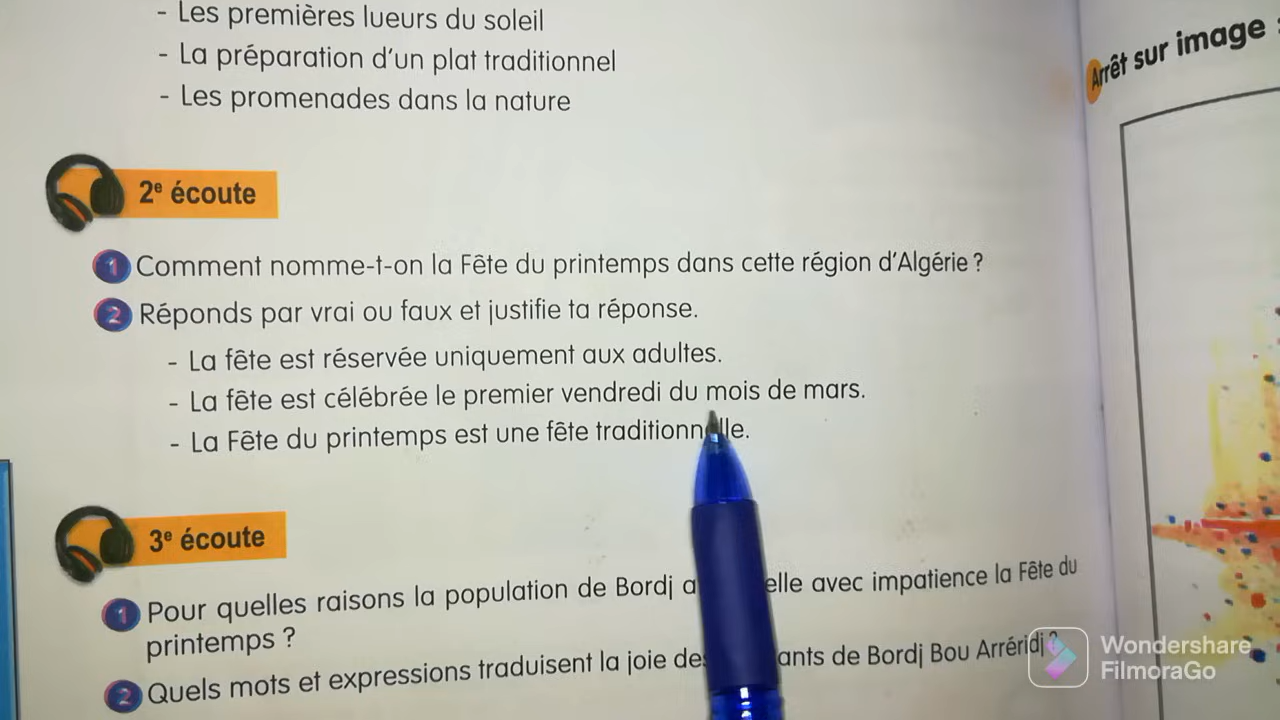 - Les premières lueurs du soleil
- La préparation d'un plat traditionnel
- Les promenades dans la nature
Arrêt sur image :
2e écoute
1 Comment nomme-t-on la Fête du printemps dans cette région d'Algérie ?
2 Réponds par vrai ou faux et justifie ta réponse.
- La fête est réservée uniquement aux adultes.
- La fête est célébrée le premier vendredi du mois de mars.
- La Fête du printemps est une fête traditionnelle.
3e écoute
1 Pour quelles raisons la population de Bordj avec impatience la Fête du
printemps ?
2 Quels mots et expressions traduisent la joie des de Bordj Bou Arréridj ?
Wondershare
FilmoraGo